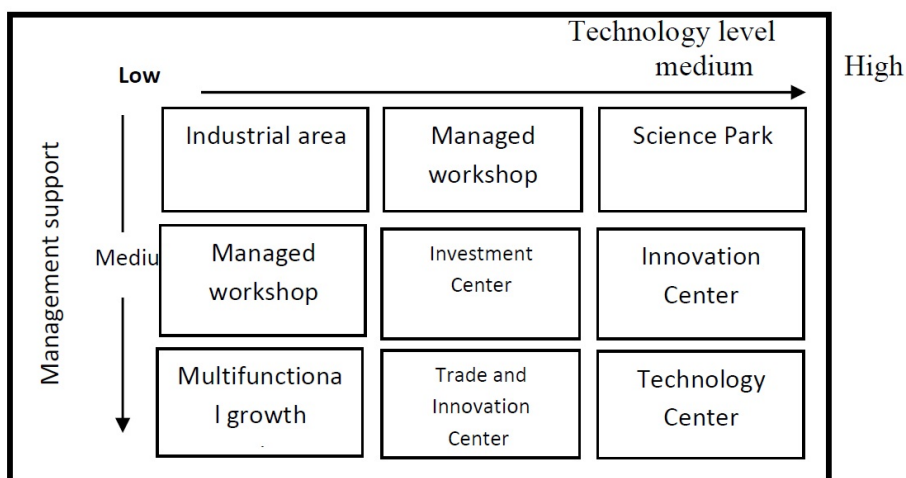 Technology level
medium
High
Low
Management support
Industrial area
Managed
workshop
Science Park
Mediu
Managed
workshop
Investment
Center
Innovation
Center
Multifunctiona
l growth
Trade and
Innovation
Center
Technology
Center